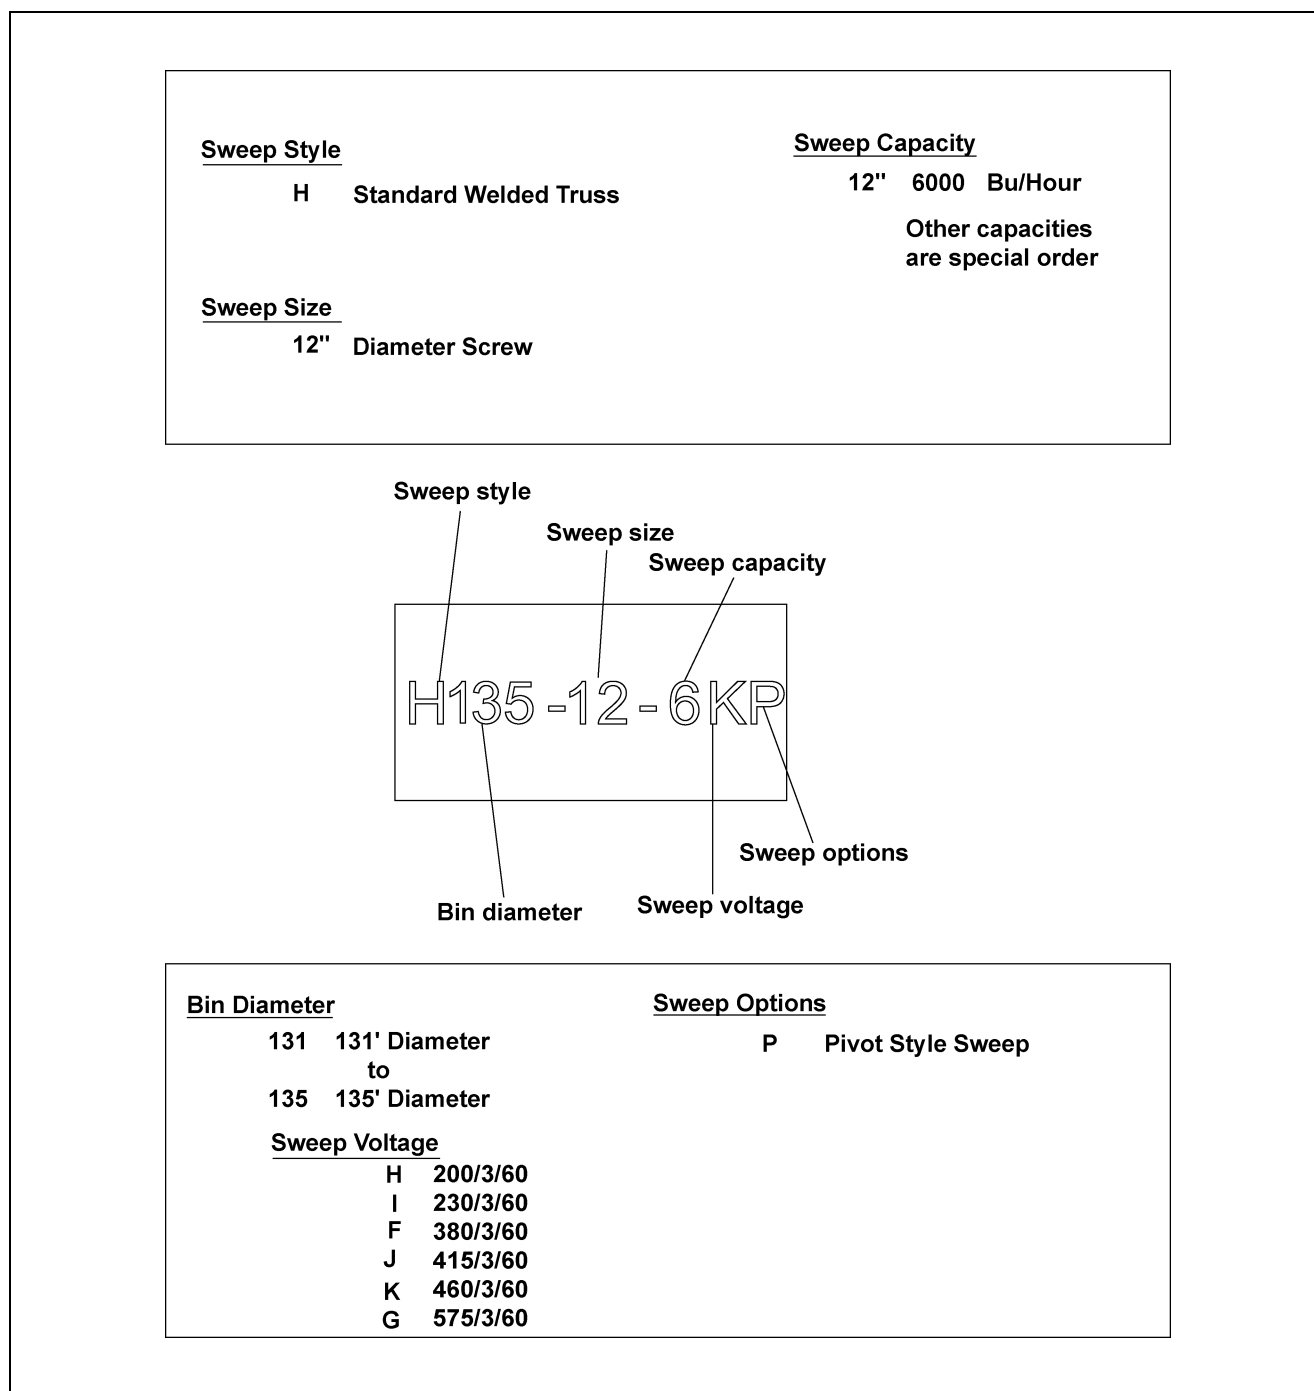 Sweep Style
H Standard Welded Truss
Sweep Size
12" Diameter Screw
Sweep Capacity
12" 6000 Bu/Hour
Other capacities
are special order
Sweep style
Sweep size
Sweep capacity
H135-12-6KP
Sweep options
Sweep voltage
Bin diameter
Bin Diameter
131 131' Diameter
to
135 135' Diameter
Sweep Voltage
H 200/3/60
I 230/3/60
F 380/3/60
J 415/3/60
K 460/3/60
G 575/3/60
Sweep Options
P Pivot Style Sweep